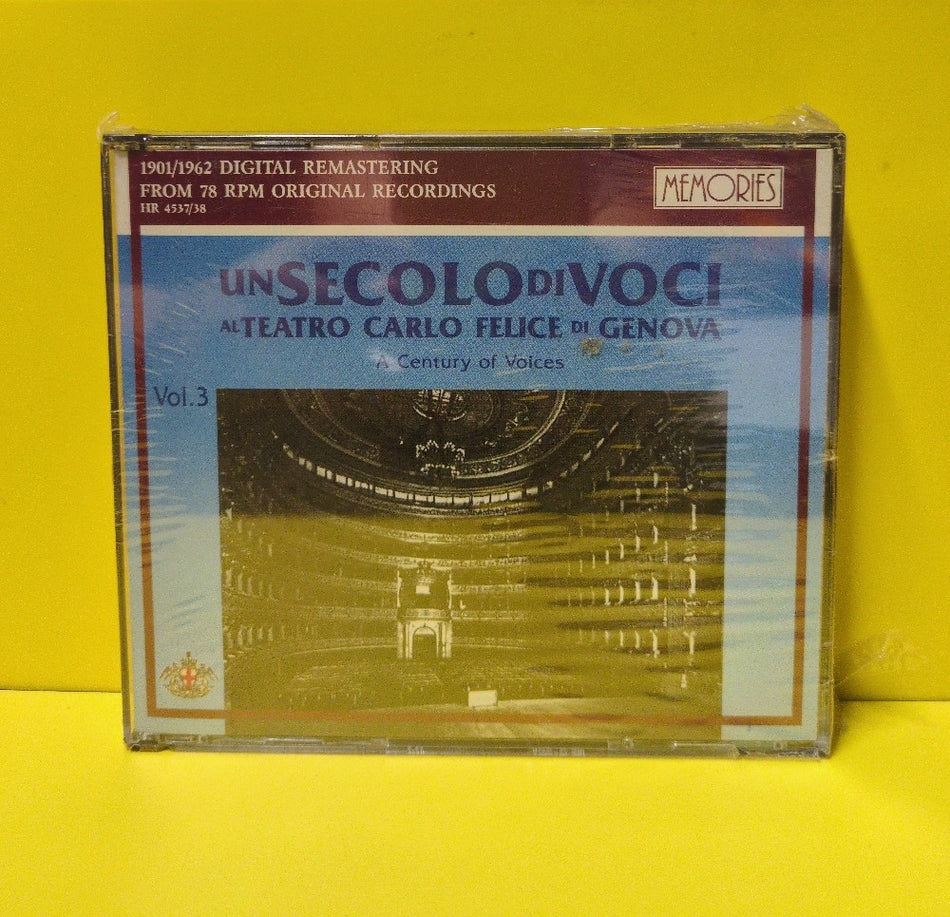 1901/1962 DIGITAL REMASTERING
FROM 78 RPM ORIGINAL RECORDINGS
HR 4537/38
MEMORIES
UN SECOLO DI VOCI
AL TEATRO CARLO FELICE DI GENOVA
A Century of Voices
Vol.3